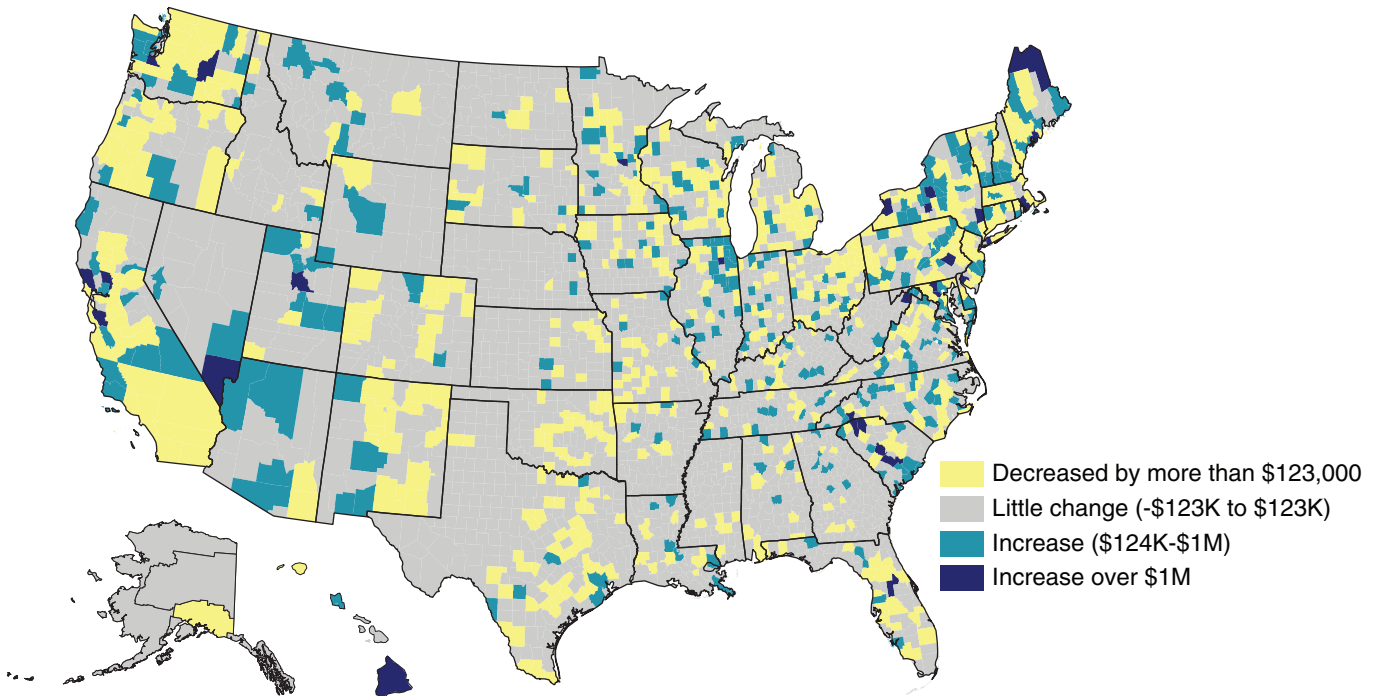 Decreased by more than $123,000
Little change (-$123K to $123K)
Increase ($124K-$1M)
Increase over $1M